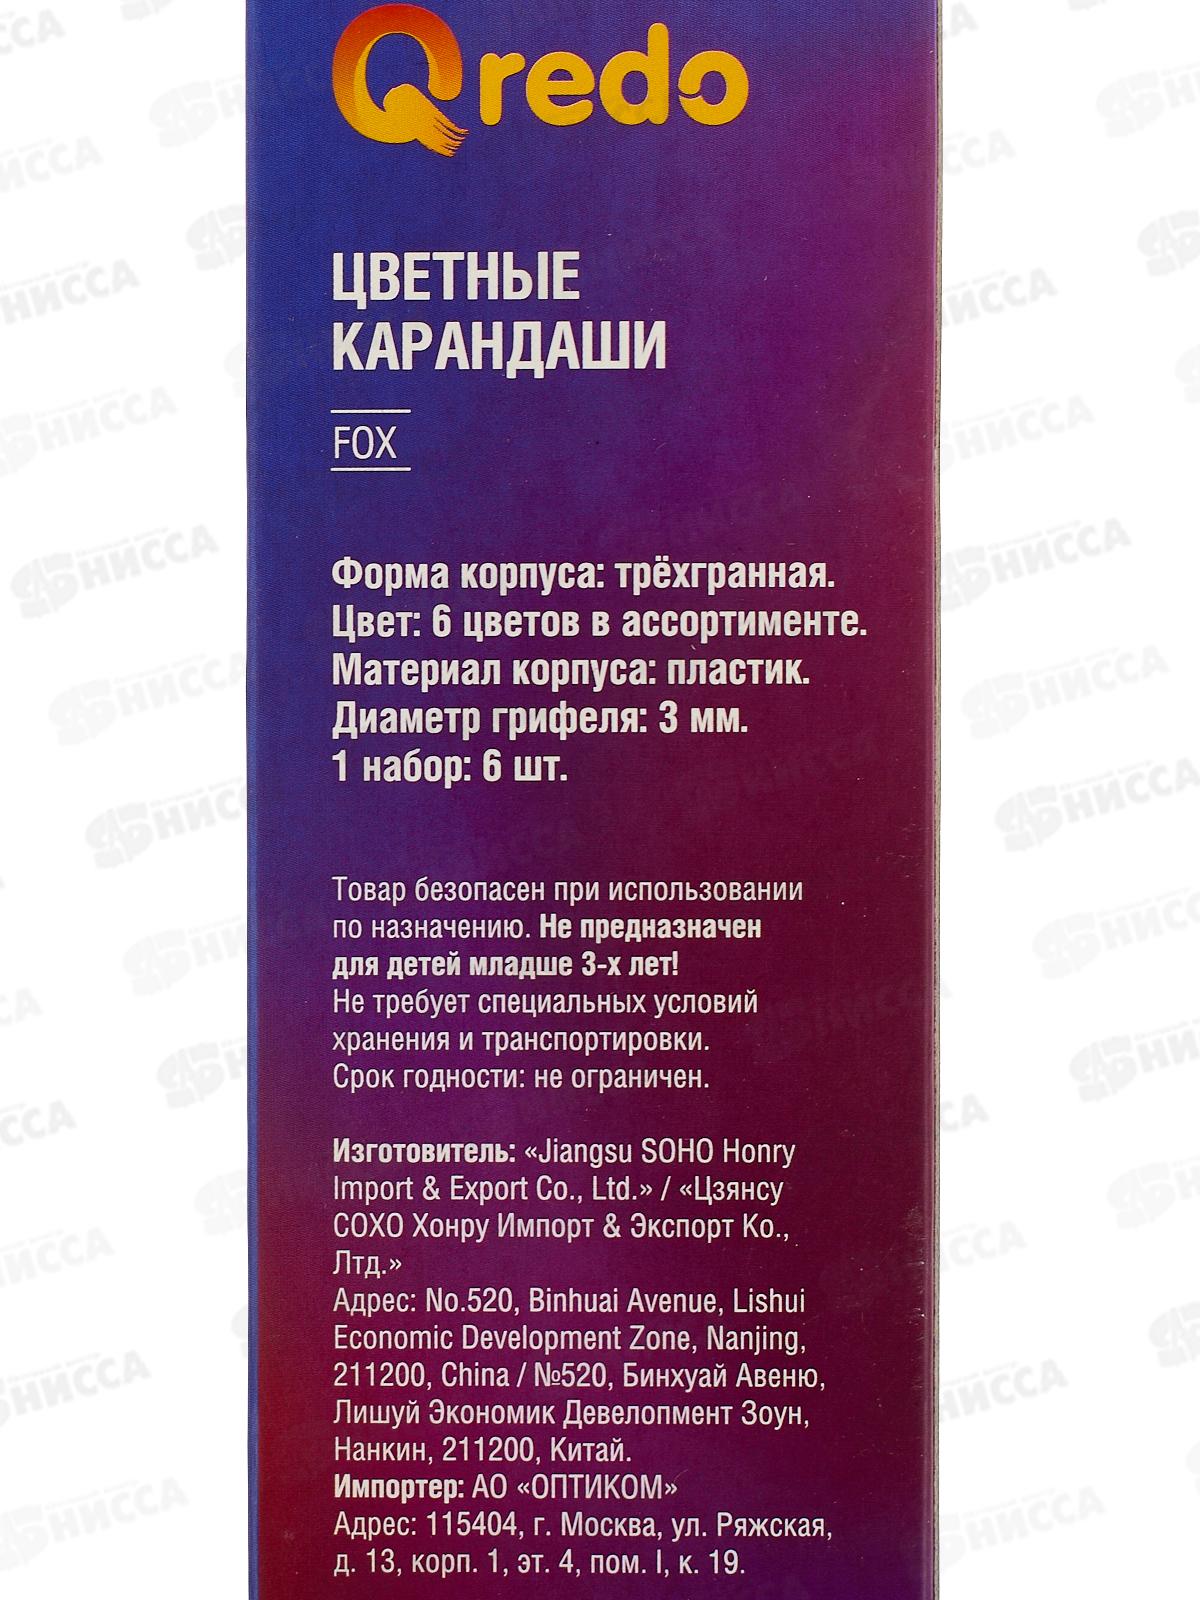 Qredo
ЦВЕТНЫЕ
КАРАНДАШИ
FOX
Форма корпуса: трёхгранная.
Цвет: 6 цветов в ассортименте.
Материал корпуса: пластик.
Диаметр грифеля: 3 мм.
1 набор: 6 шт.
Товар безопасен при использовании
по назначению. Не предназначен
для детей младше 3-х лет!
Не требует специальных условий
хранения и транспортировки.
Срок годности: не ограничен.
Изготовитель: «Jiangsu SOHO Honry
Import & Export Co., Ltd.» / «Цзянсу
СОХО Хонру Импорт & Экспорт Ко.,
Лтд.»
Адрес: No.520, Binhuai Avenue, Lishui
Economic Development Zone, Nanjing,
211200, China / №520, Бинхуай Авеню,
Лишуй Экономик Девелопмент Зоун,
Нанкин, 211200, Китай.
Импортер: АО «ОПТИКОМ»
Адрес: 115404, г. Москва, ул. Ряжская,
д. 13, корп. 1, эт. 4, пом. I, к. 19.